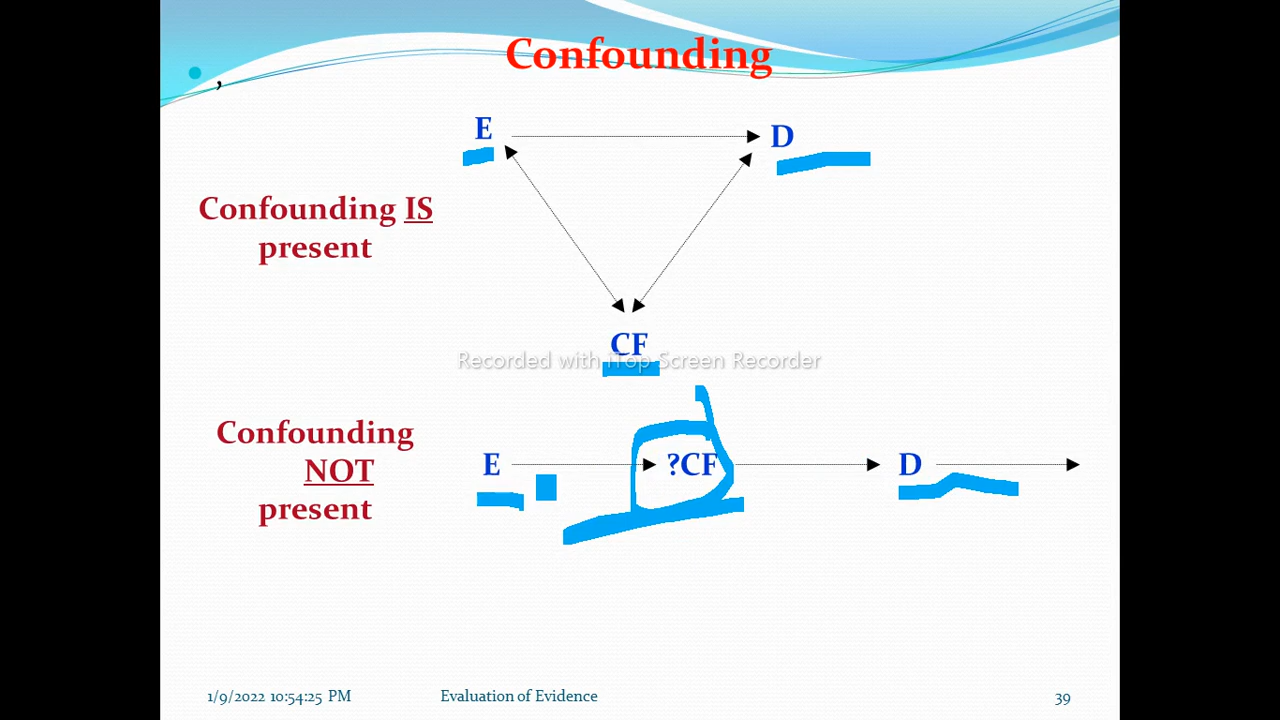 Confounding
,
E D
Confounding IS
present
CF
Recorded with iTop Screen Recorder
Confounding
NOT
present
E ?CF D
1/9/2022 10:54:25 PM Evaluation of Evidence 39